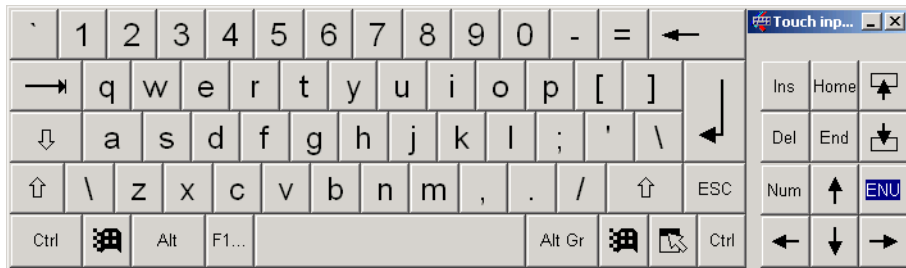 ` 1 2 3 4 5 6 7 8 9 0 - =
Touch inp...
q w e r t y u i o p [ ]
Ins Home
a s d f g h j k l ; ' \
Del End
\ z x c v b n m , . / ESC
Num ENU
Ctrl Alt F1... Alt Gr Ctrl